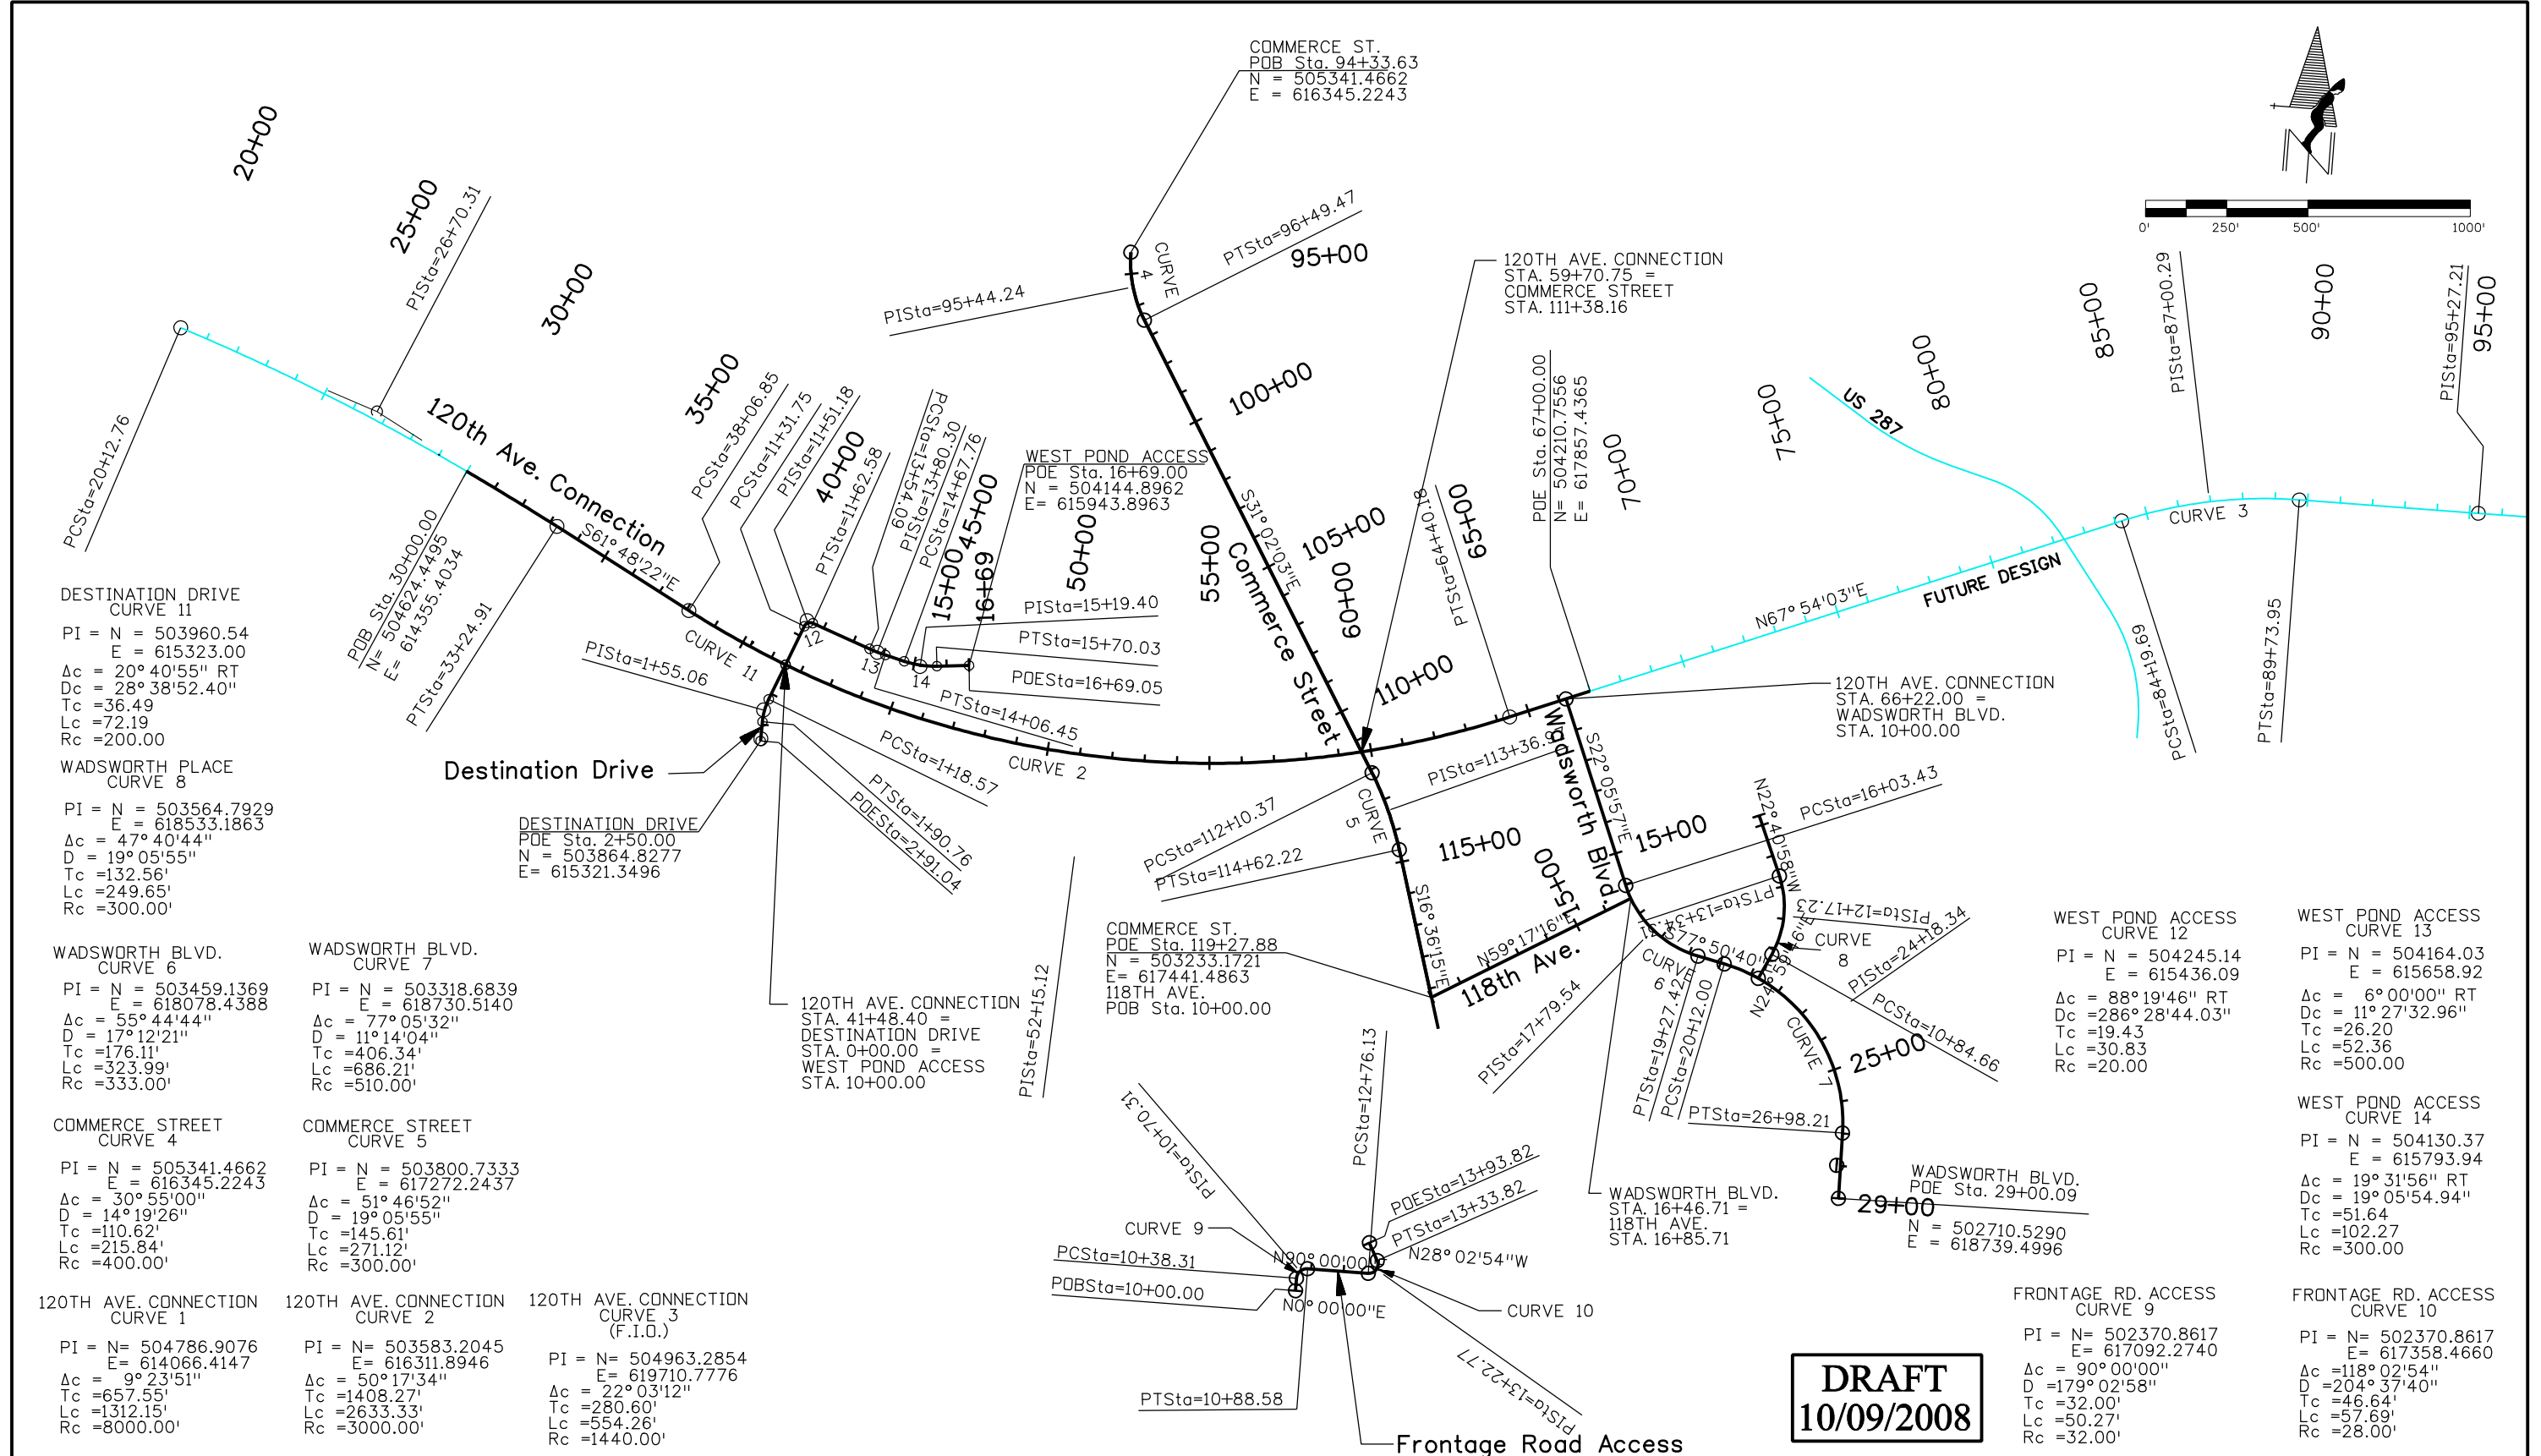 COMMERCE ST.
POB Sta. 94+33.63
N = 505341.4662
E = 616345.2243
20+00
25+00
PISta=26+70.31
30+00
PTSta=96+49.47
95+00
CURVE
4
PISta=95+44.24
120TH AVE. CONNECTION
STA. 59+70.75 =
COMMERCE STREET
STA. 111+38.16
0'
250'
500'
1000'
PISta=87+00.29
90+00
PISta=95+27.21
95+00
85+00
80+00
75+00
70+00
US 287
PCSta=20+12.76
120th Ave. Connection
35+00
PCSta=38+06.85
PCSta=11+31.75
PISta=11+51.18
40+00
PTSta=11+62.58
PCSta=13+54.09
PISta=13+80.30
PCSta=14+67.76
45+00
15+00
16+69
WEST POND ACCESS
POE Sta. 16+69.00
N = 504144.8962
E= 615943.8963
50+00
55+00
100+00
S31° 02'03"E
105+00
Commerce Street
60+00
110+00
PTSta=64+40.18
65+00
POE Sta. 67+00.00
N= 504210.7556
E= 617857.4365
CURVE 3
N67° 54'03"E
FUTURE DESIGN
PCSta=84+19.69
PTSta=89+73.95
S61° 48'22"E
POB Sta. 30+00.00
N= 504624.4495
E= 614355.4034
PTSta=33+24.91
CURVE 11
12
13
14
PISta=1+55.06
PISta=15+19.40
PTSta=15+70.03
POESta=16+69.05
PTSta=14+06.45
PCSta=1+18.57
PTSta=1+90.76
POESta=2+91.04
CURVE 2
Destination Drive
DESTINATION DRIVE
POE Sta. 2+50.00
N = 503864.8277
E= 615321.3496
120TH AVE. CONNECTION
STA. 66+22.00 =
WADSWORTH BLVD.
STA. 10+00.00
Wadsworth Blvd.
S22° 05'57"E
PCSta=16+03.43
15+00
CURVE
5
PCSta=112+10.37
PTSta=114+62.22
115+00
15+00
S16° 36'15"E
N59° 17'16"E
118th Ave.
N22° 40'58"W
PTSta=13+34.31
PISta=12+17.23
PISta=24+18.34
CURVE
8
CURVE
6
PCSta=10+84.66
CURVE 7
25+00
PISta=17+79.54
PTSta=19+27.42
PCSta=20+12.00
PTSta=26+98.21
COMMERCE ST.
POE Sta. 119+27.88
N = 503233.1721
E= 617441.4863
118TH AVE.
POB Sta. 10+00.00
120TH AVE. CONNECTION
STA. 41+48.40 =
DESTINATION DRIVE
STA. 0+00.00 =
WEST POND ACCESS
STA. 10+00.00
PISta=52+15.12
WADSWORTH BLVD.
STA. 16+46.71 =
118TH AVE.
STA. 16+85.71
WADSWORTH BLVD.
POE Sta. 29+00.09
29+00
N = 502710.5290
E = 618739.4996
PISta=10+70.31
PCSta=12+76.13
POESta=13+93.82
PTSta=13+33.82
CURVE 9
PCSta=10+38.31
POBSta=10+00.00
N28° 02'54"W
N0° 00'00"E
CURVE 10
PTSta=10+88.58
PISta=13+22.77
Frontage Road Access
DRAFT
10/09/2008
DESTINATION DRIVE
CURVE 11
PI = N = 503960.54
E = 615323.00
Δc = 20° 40'55" RT
Dc = 28° 38'52.40"
Tc =36.49
Lc =72.19
Rc =200.00
WADSWORTH PLACE
CURVE 8
PI = N = 503564.7929
E = 618533.1863
Δc = 47° 40'44"
D = 19° 05'55"
Tc =132.56'
Lc =249.65'
Rc =300.00'
WADSWORTH BLVD.
CURVE 6
PI = N = 503459.1369
E = 618078.4388
Δc = 55° 44'44"
D = 17° 12'21"
Tc =176.11'
Lc =323.99'
Rc =333.00'
WADSWORTH BLVD.
CURVE 7
PI = N = 503318.6839
E = 618730.5140
Δc = 77° 05'32"
D = 11° 14'04"
Tc =406.34'
Lc =686.21'
Rc =510.00'
COMMERCE STREET
CURVE 4
PI = N = 505341.4662
E = 616345.2243
Δc = 30° 55'00"
D = 14° 19'26"
Tc =110.62'
Lc =215.84'
Rc =400.00'
COMMERCE STREET
CURVE 5
PI = N = 503800.7333
E = 617272.2437
Δc = 51° 46'52"
D = 19° 05'55"
Tc =145.61'
Lc =271.12'
Rc =300.00'
120TH AVE. CONNECTION
CURVE 1
PI = N= 504786.9076
E= 614066.4147
Δc = 9° 23'51"
Tc =657.55'
Lc =1312.15'
Rc =8000.00'
120TH AVE. CONNECTION
CURVE 2
PI = N= 503583.2045
E= 616311.8946
Δc = 50° 17'34"
Tc =1408.27'
Lc =2633.33'
Rc =3000.00'
120TH AVE. CONNECTION
CURVE 3
(F.I.O.)
PI = N= 504963.2854
E= 619710.7776
Δc = 22° 03'12"
Tc =280.60'
Lc =554.26'
Rc =1440.00'
WEST POND ACCESS
CURVE 12
PI = N = 504245.14
E = 615436.09
Δc = 88° 19'46" RT
Dc =286° 28'44.03"
Tc =19.43
Lc =30.83
Rc =20.00
WEST POND ACCESS
CURVE 13
PI = N = 504164.03
E = 615658.92
Δc = 6° 00'00" RT
Dc = 11° 27'32.96"
Tc =26.20
Lc =52.36
Rc =500.00
WEST POND ACCESS
CURVE 14
PI = N = 504130.37
E = 615793.94
Δc = 19° 31'56" RT
Dc = 19° 05'54.94"
Tc =51.64
Lc =102.27
Rc =300.00
FRONTAGE RD. ACCESS
CURVE 9
PI = N= 502370.8617
E= 617092.2740
Δc = 90° 00'00"
D =179° 02'58"
Tc =32.00'
Lc =50.27'
Rc =32.00'
FRONTAGE RD. ACCESS
CURVE 10
PI = N= 502370.8617
E= 617358.4660
Δc =118° 02'54"
D =204° 37'40"
Tc =46.64'
Lc =57.69'
Rc =28.00'